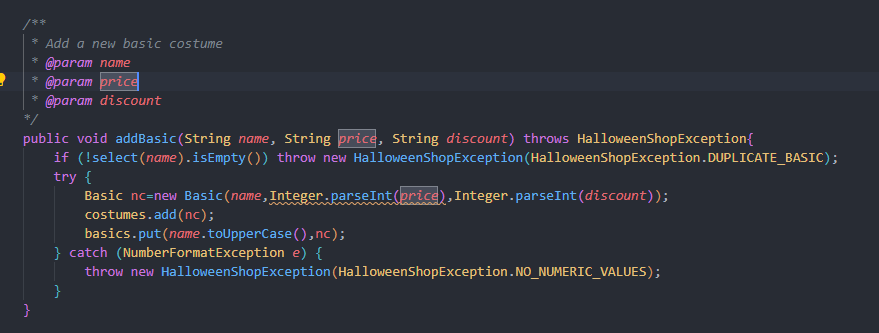 /**
 * Add a new basic costume
 * @param name
 * @param price
 * @param discount
*/
public void addBasic(String name, String price, String discount) throws HalloweenShopException{
    if (!select(name).isEmpty()) throw new HalloweenShopException(HalloweenShopException.DUPLICATE_BASIC);
    try {
        Basic nc=new Basic(name,Integer.parseInt(price),Integer.parseInt(discount));
        costumes.add(nc);
        basics.put(name.toUpperCase(),nc);
    } catch (NumberFormatException e) {
        throw new HalloweenShopException(HalloweenShopException.NO_NUMERIC_VALUES);
    }
}